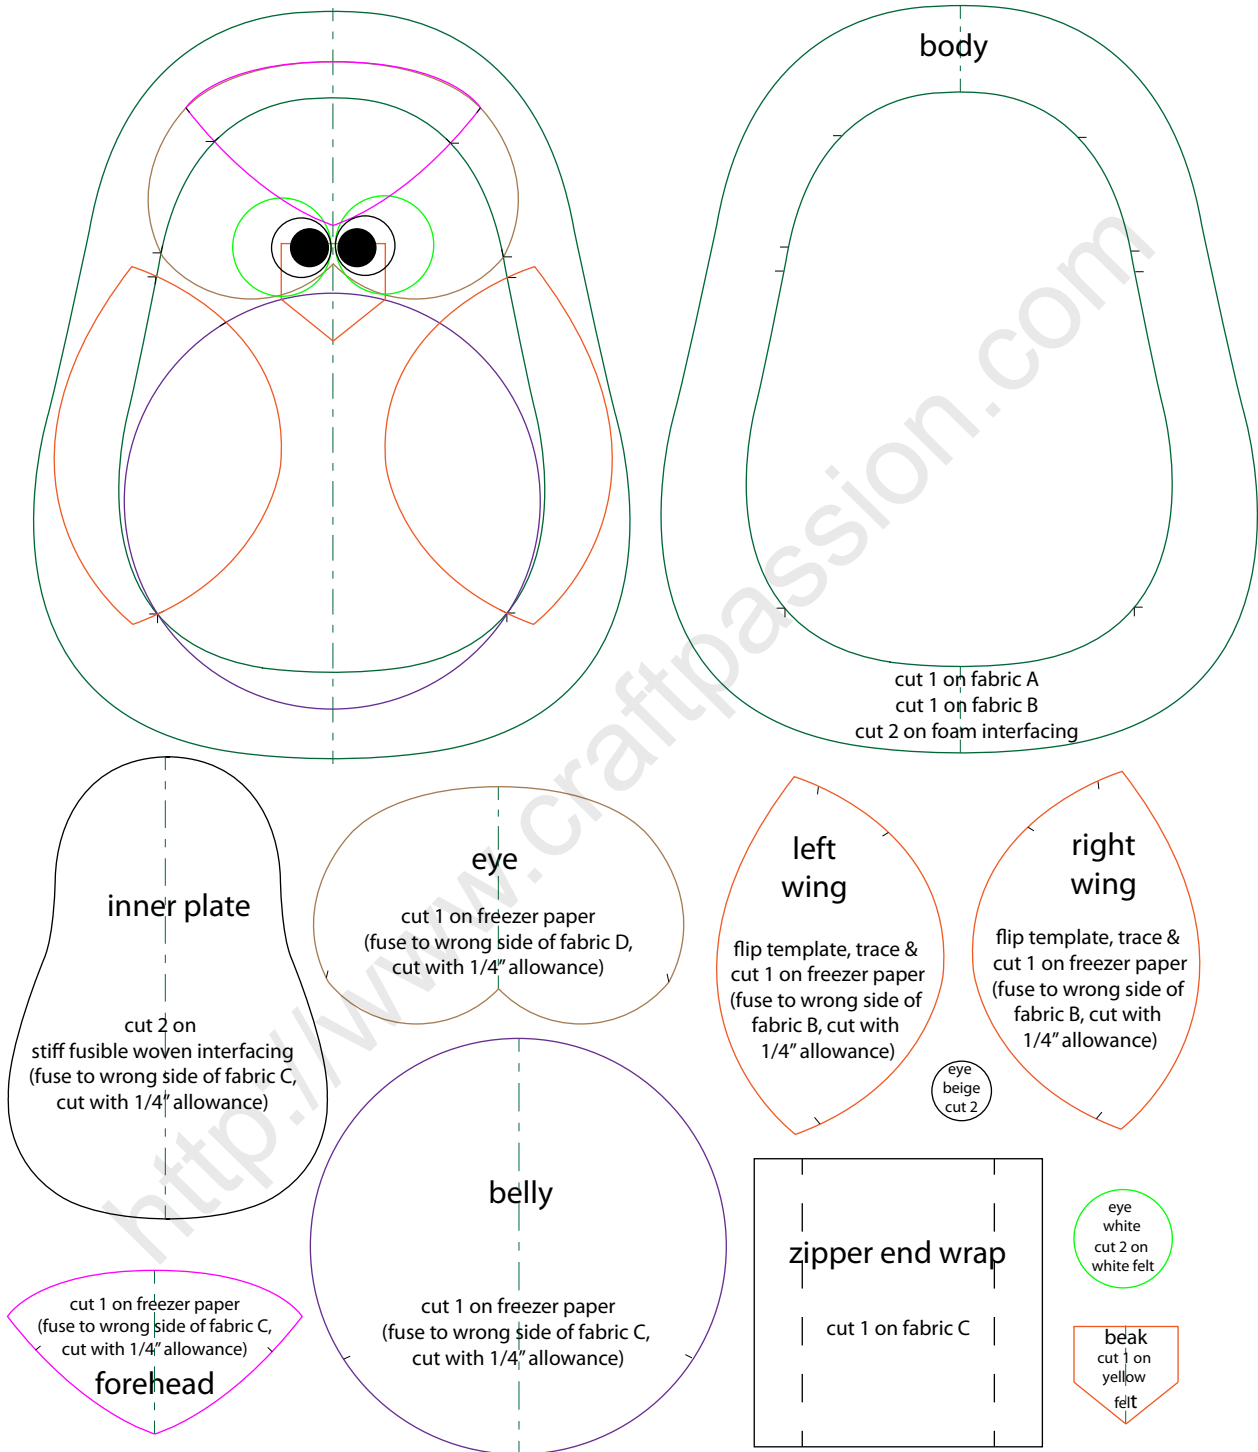 body
cut 1 on fabric A
cut 1 on fabric B
cut 2 on foam interfacing
inner plate
cut 2 on
stiff fusible woven interfacing
(fuse to wrong side of fabric C,
cut with 1/4" allowance)
eye
cut 1 on freezer paper
(fuse to wrong side of fabric D,
cut with 1/4" allowance)
left
wing
flip template, trace &
cut 1 on freezer paper
(fuse to wrong side of
fabric B, cut with
1/4" allowance)
right
wing
flip template, trace &
cut 1 on freezer paper
(fuse to wrong side of
fabric B, cut with
1/4" allowance)
eye
beige
cut 2
belly
cut 1 on freezer paper
(fuse to wrong side of fabric C,
cut with 1/4" allowance)
zipper end wrap
cut 1 on fabric C
eye
white
cut 2 on
white felt
cut 1 on freezer paper
(fuse to wrong side of fabric C,
cut with 1/4" allowance)
forehead
beak
cut 1 on
yellow
felt
http://www.craftpassion.com